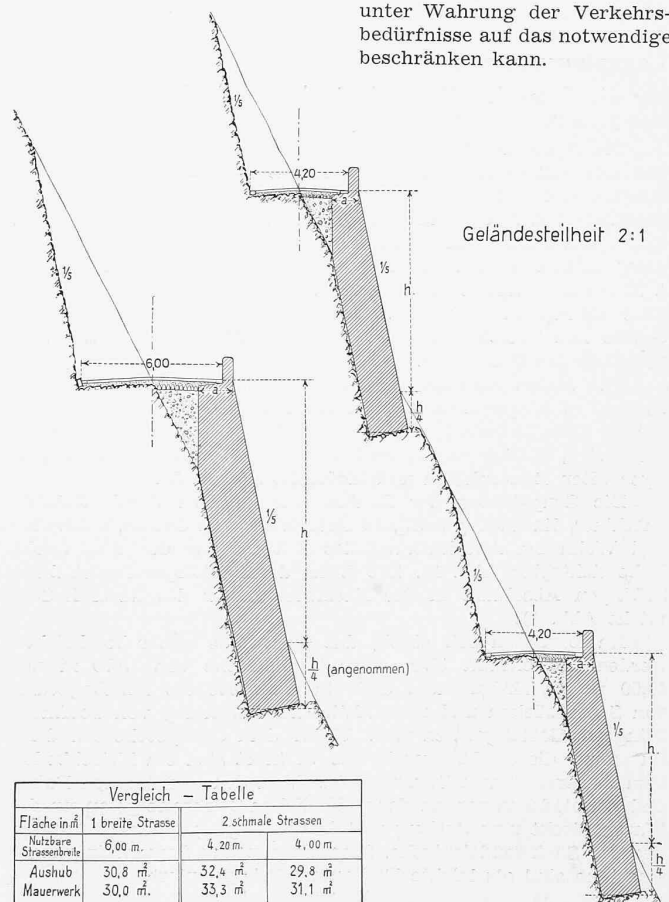 unter Wahrung der Verkehrs-
bedürfnisse auf das notwendige
beschränken kann.
1/5
4,20
a
1/5
h
h/4
Geländesteilheit 2:1
1/5
6,00
a
1/5
h
h/4 (angenommen)
1/5
4,20
a
1/5
h
h/4
Vergleich – Tabelle
Fläche in m² 1 breite Strasse 2 schmale Strassen
Nutzbare Strassenbreite 6,00 m. 4,20 m. 4,00 m.
Aushub 30,8 m². 32,4 m². 29,8 m².
Mauerwerk 30,0 m². 33,3 m². 31,1 m².